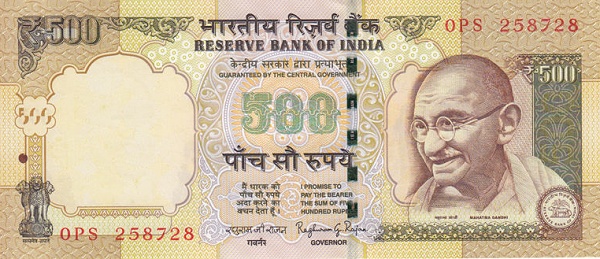 ₹500
भारतीय रिज़र्व बैंक
0PS 258728
RESERVE BANK OF INDIA
केन्द्रीय सरकार द्वारा प्रत्याभूत
GUARANTEED BY THE CENTRAL GOVERNMENT
₹500
500
500
पाँच सौ रुपये
मैं धारक को
पाँच सौ रुपये
अदा करने का
वचन देता हूँ।
I PROMISE TO
PAY THE BEARER
THE SUM OF FIVE
HUNDRED RUPEES
रघुराम जी राजन
Raghuram G. Rajan
गवर्नर
GOVERNOR
0PS 258728
सत्यमेव जयते
महात्मा गांधी
MAHATMA GANDHI